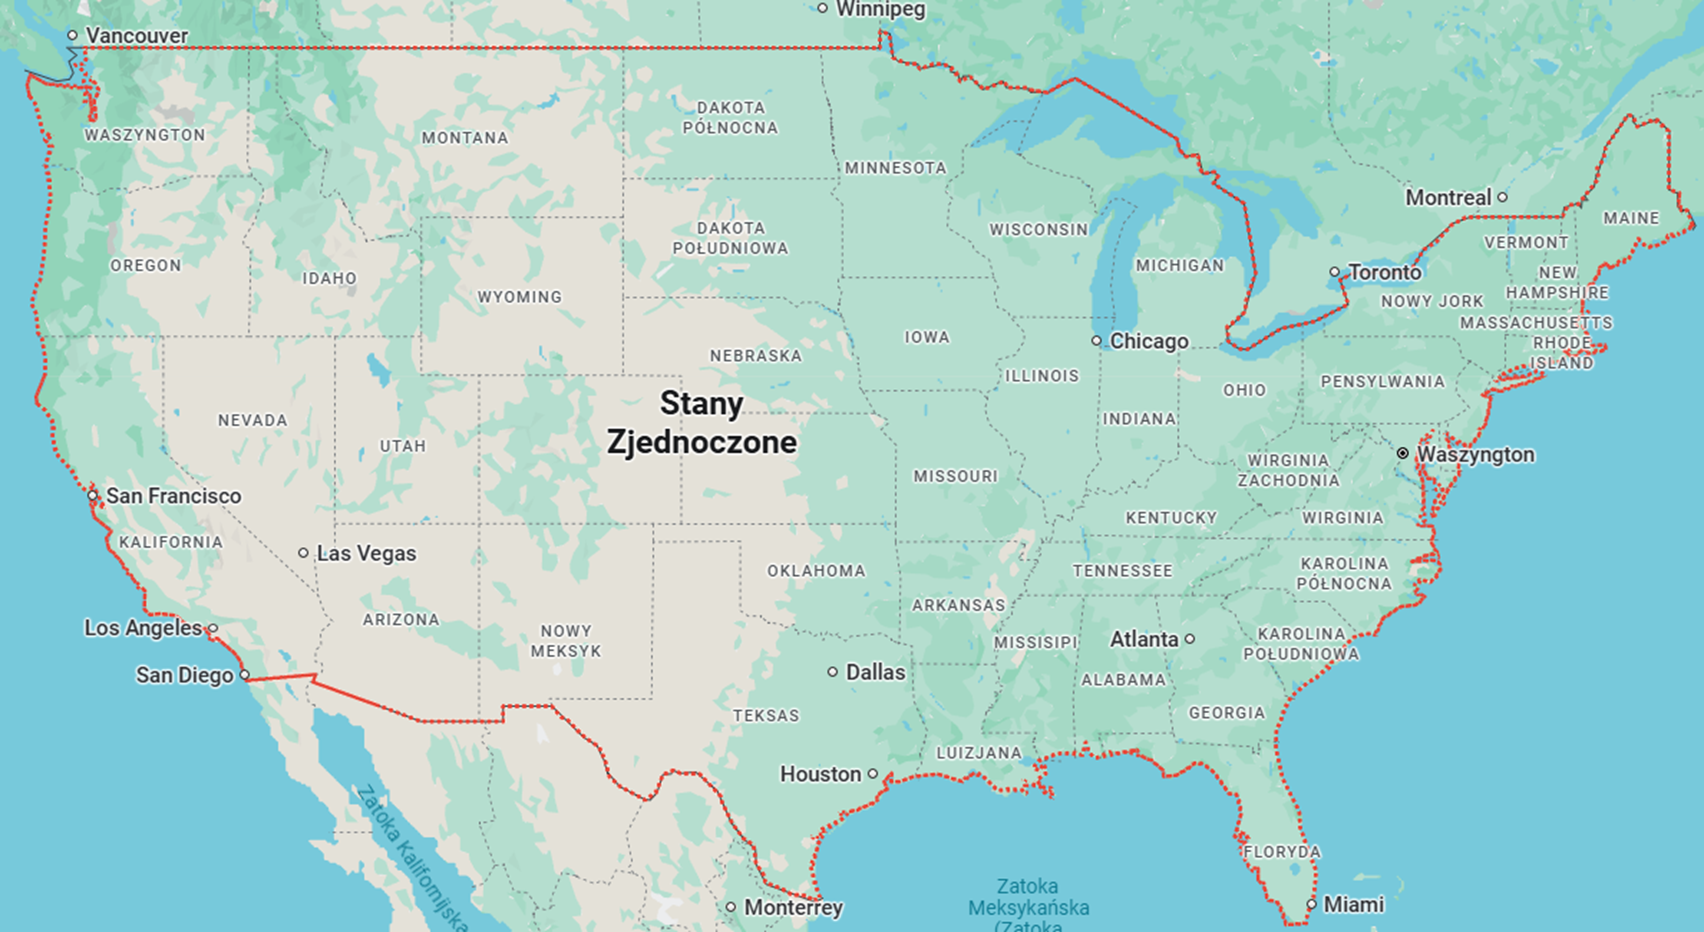 Winnipeg
Vancouver
DAKOTA
PÓŁNOCNA
WASZYNGTON
MONTANA
MINNESOTA
Montreal
MAINE
DAKOTA
POŁUDNIOWA
WISCONSIN
VERMONT
OREGON
IDAHO
MICHIGAN
Toronto
NEW
HAMPSHIRE
WYOMING
NOWY JORK
MASSACHUSETTS
IOWA
Chicago
RHODE
ISLAND
NEBRASKA
ILLINOIS
OHIO
PENSYLWANIA
Stany
Zjednoczone
NEVADA
UTAH
INDIANA
Waszyngton
WIRGINIA
ZACHODNIA
MISSOURI
San Francisco
KENTUCKY
WIRGINIA
KALIFORNIA
Las Vegas
OKLAHOMA
TENNESSEE
KAROLINA
PÓŁNOCNA
ARKANSAS
ARIZONA
Los Angeles
NOWY
MEKSYK
MISSISIPI
Atlanta
KAROLINA
POŁUDNIOWA
San Diego
Dallas
ALABAMA
TEKSAS
GEORGIA
LUIZJANA
Houston
Zatoka Kalifornijska
FLORYDA
Zatoka
Meksykańska
(Zatoka
Monterrey
Miami